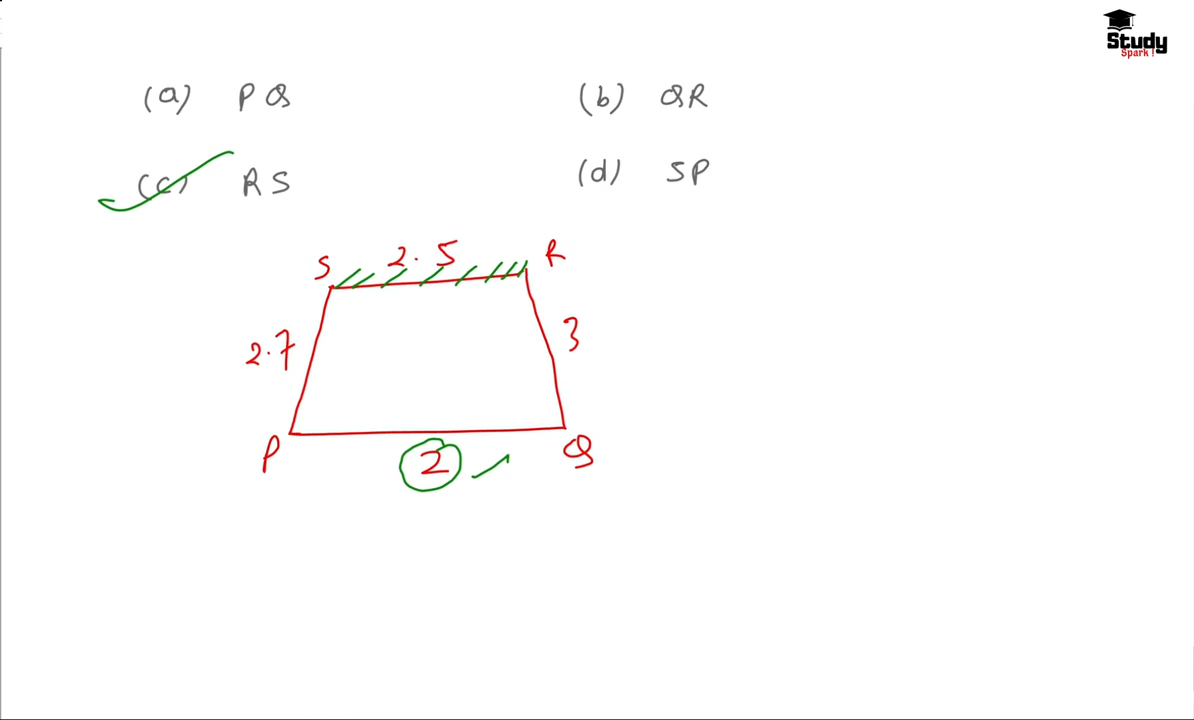 Study
Spark!
(a) PQ (b) QR
(c) RS (d) SP
S 2.5 R
2.7 3
P 2 Q